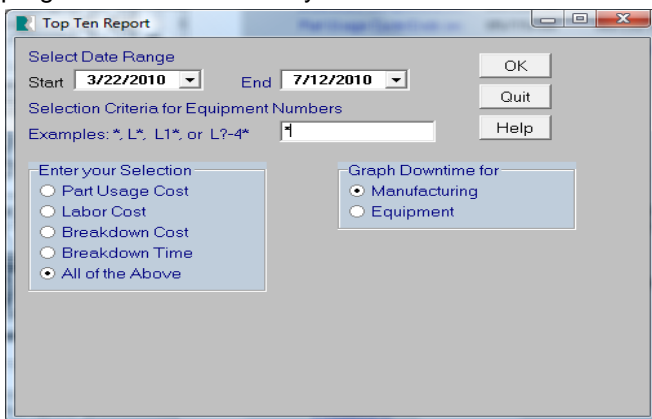 Top Ten Report
Select Date Range
Start 3/22/2010 End 7/12/2010
OK
Quit
Selection Criteria for Equipment Numbers
Examples: *, L*, L1*, or L?-4* *
Help
Enter your Selection
Part Usage Cost
Labor Cost
Breakdown Cost
Breakdown Time
All of the Above
Graph Downtime for
Manufacturing
Equipment